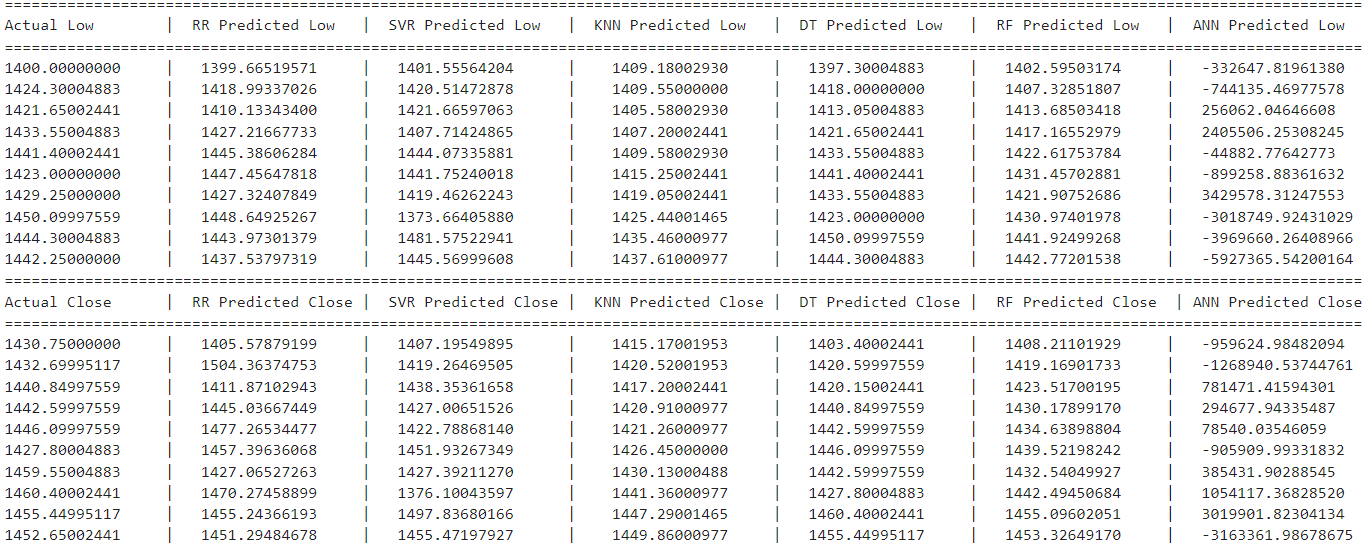 Actual Low | RR Predicted Low | SVR Predicted Low | KNN Predicted Low | DT Predicted Low | RF Predicted Low | ANN Predicted Low
1400.00000000 | 1399.66519571 | 1401.55564204 | 1409.18002930 | 1397.30004883 | 1402.59503174 | -332647.81961380
1424.30004883 | 1418.99337026 | 1420.51472878 | 1409.55000000 | 1418.00000000 | 1407.32851807 | -744135.46977578
1421.65002441 | 1410.13343400 | 1421.66597063 | 1405.58002930 | 1413.05004883 | 1413.68503418 | 256062.04646608
1433.55004883 | 1427.21667733 | 1407.71424865 | 1407.20002441 | 1421.65002441 | 1417.16552979 | 2405506.25308245
1441.40002441 | 1445.38606284 | 1444.07335881 | 1409.58002930 | 1433.55004883 | 1422.61753784 | -44882.77642773
1423.00000000 | 1447.45647818 | 1441.75240018 | 1415.25002441 | 1441.40002441 | 1431.45702881 | -899258.88361632
1429.25000000 | 1427.32407849 | 1419.46262243 | 1419.05002441 | 1433.55004883 | 1421.90752686 | 3429578.31247553
1450.09997559 | 1448.64925267 | 1373.66405880 | 1425.44001465 | 1423.00000000 | 1430.97401978 | -3018749.92431029
1444.30004883 | 1443.97301379 | 1481.57522941 | 1435.46000977 | 1450.09997559 | 1441.92499268 | -3969660.26408966
1442.25000000 | 1437.53797319 | 1445.56999608 | 1437.61000977 | 1444.30004883 | 1442.77201538 | -5927365.54200164
Actual Close | RR Predicted Close | SVR Predicted Close | KNN Predicted Close | DT Predicted Close | RF Predicted Close | ANN Predicted Close
1430.75000000 | 1405.57879199 | 1407.19549895 | 1415.17001953 | 1403.40002441 | 1408.21101929 | -959624.98482094
1432.69995117 | 1504.36374753 | 1419.26469505 | 1420.52001953 | 1420.59997559 | 1419.16901733 | -1268940.53744761
1440.84997559 | 1411.87102943 | 1438.35361658 | 1417.20002441 | 1420.15002441 | 1423.51700195 | 781471.41594301
1442.59997559 | 1445.03667449 | 1427.00651526 | 1420.91000977 | 1440.84997559 | 1430.17899170 | 294677.94335487
1446.09997559 | 1477.26534477 | 1422.78868140 | 1421.26000977 | 1442.59997559 | 1434.63898804 | 78540.03546059
1427.80004883 | 1457.39636068 | 1451.93267349 | 1426.45000000 | 1446.09997559 | 1439.52198242 | -905909.99331832
1459.55004883 | 1427.06527263 | 1427.39211270 | 1430.13000488 | 1442.59997559 | 1432.54049927 | 385431.90288545
1460.40002441 | 1470.27458899 | 1376.10043597 | 1441.36000977 | 1427.80004883 | 1442.49450684 | 1054117.36828520
1455.44995117 | 1455.24366193 | 1497.83680166 | 1447.29001465 | 1460.40002441 | 1455.09602051 | 3019901.82304134
1452.65002441 | 1451.29484678 | 1455.47197927 | 1449.86000977 | 1455.44995117 | 1453.32649170 | -3163361.98678675